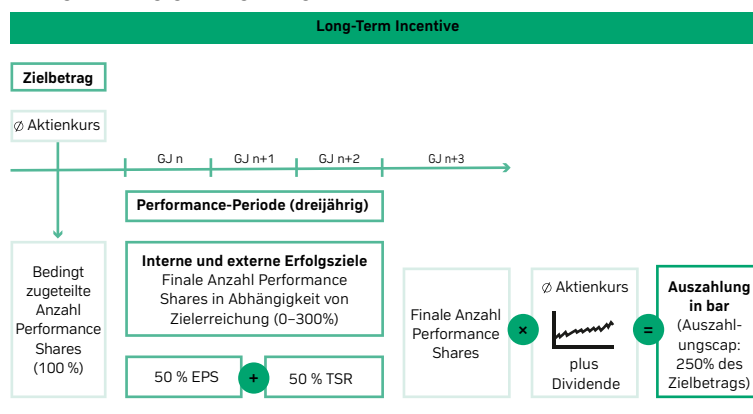 Long-Term Incentive
Zielbetrag
∅ Aktienkurs
GJ n
GJ n+1
GJ n+2
GJ n+3
Performance-Periode (dreijährig)
Bedingt
zugeteilte
Anzahl
Performance
Shares
(100 %)
Interne und externe Erfolgsziele
Finale Anzahl Performance
Shares in Abhängigkeit von
Zielerreichung (0–300%)
50 % EPS
+
50 % TSR
Finale Anzahl
Performance
Shares
×
∅ Aktienkurs
plus
Dividende
=
Auszahlung
in bar
(Auszahl-
ungscap:
250% des
Zielbetrags)